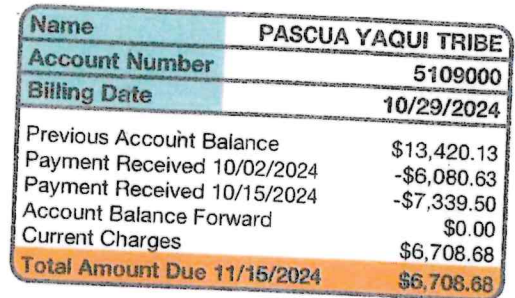 Name PASCUA YAQUI TRIBE
Account Number 5109000
Billing Date 10/29/2024
Previous Account Balance $13,420.13
Payment Received 10/02/2024 -$6,080.63
Payment Received 10/15/2024 -$7,339.50
Account Balance Forward $0.00
Current Charges $6,708.68
Total Amount Due 11/15/2024 $6,708.68